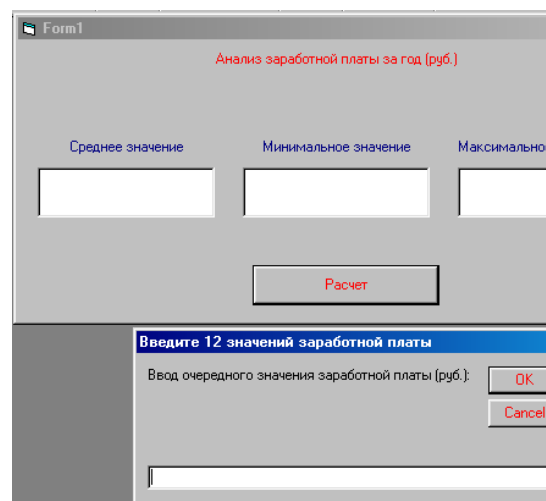 Form1
Анализ заработной платы за год (руб.)
Среднее значение
Минимальное значение
Максимально
Расчет
Введите 12 значений заработной платы
Ввод очередного значения заработной платы (руб.):
OK
Cancel